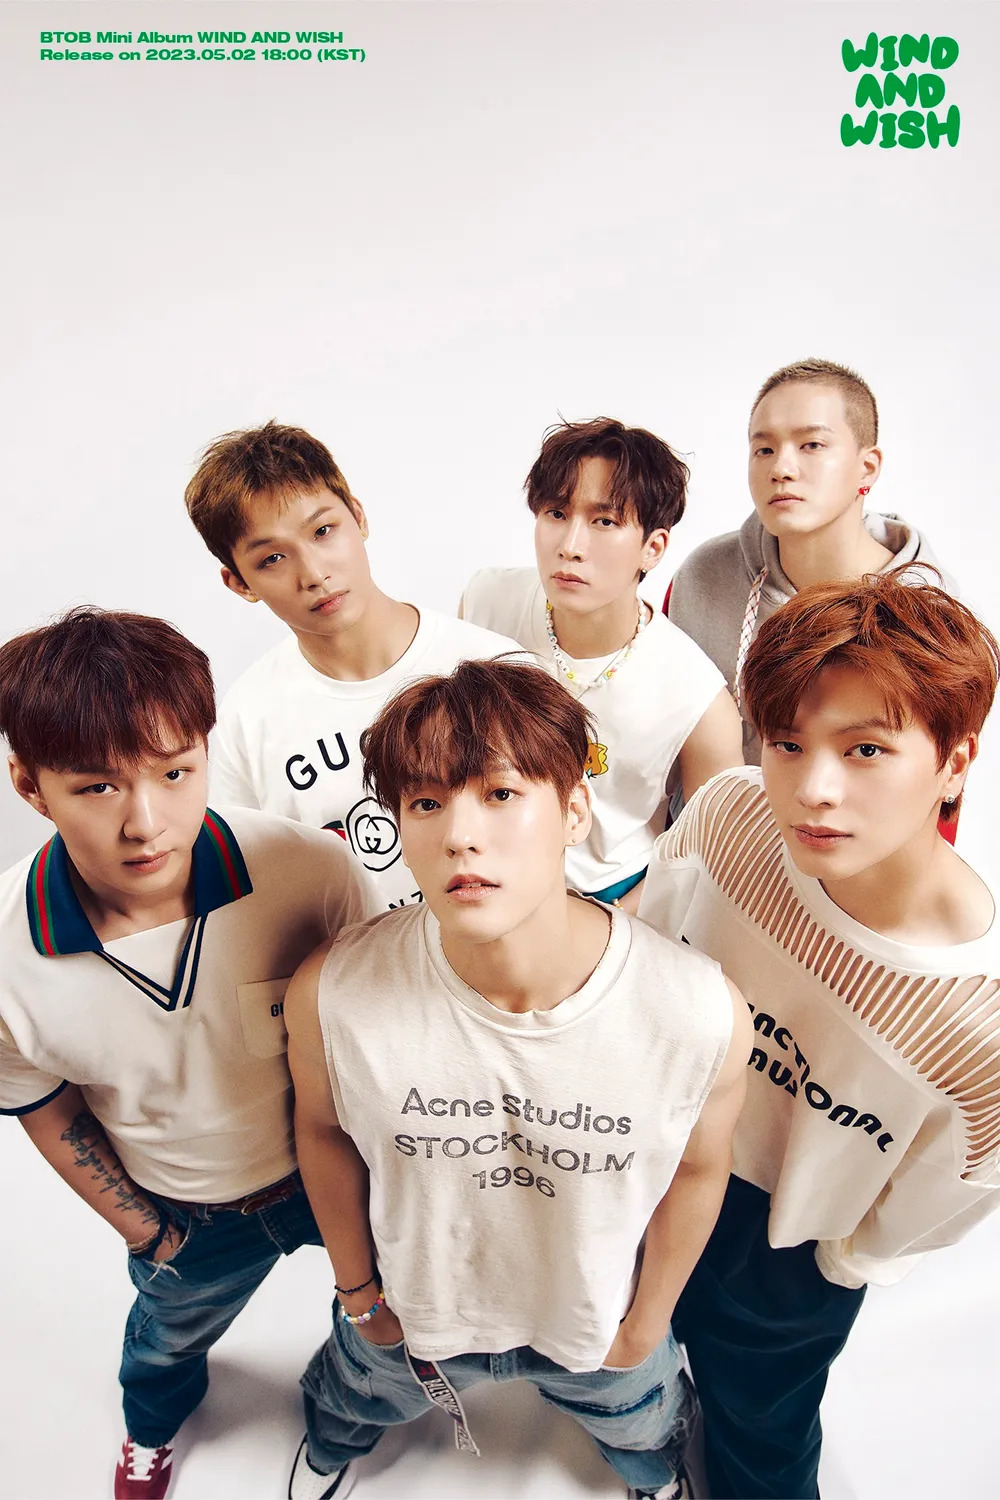 BTOB Mini Album WIND AND WISH
Release on 2023.05.02 18:00 (KST)
WIND
AND
WISH
Acne Studios
STOCKHOLM
1996